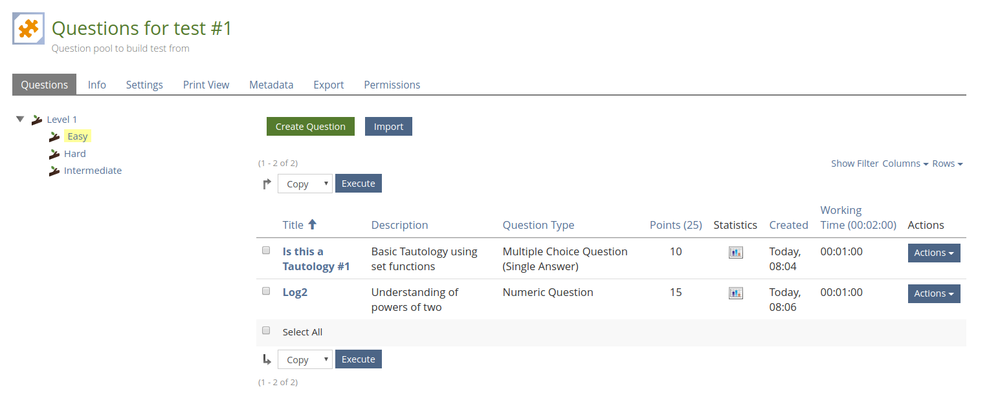 Questions for test #1
Question pool to build test from
Questions Info Settings Print View Metadata Export Permissions
Level 1
Easy
Hard
Intermediate
Create Question Import
(1 - 2 of 2)
Show Filter Columns Rows
Copy Execute
Title Description Question Type Points (25) Statistics Created Working Time (00:02:00) Actions
Is this a Basic Tautology using Multiple Choice Question 10 Today, 00:01:00 Actions
Tautology #1 set functions (Single Answer) 08:04
Log2 Understanding of Numeric Question 15 Today, 00:01:00 Actions
powers of two 08:06
Select All
Copy Execute
(1 - 2 of 2)